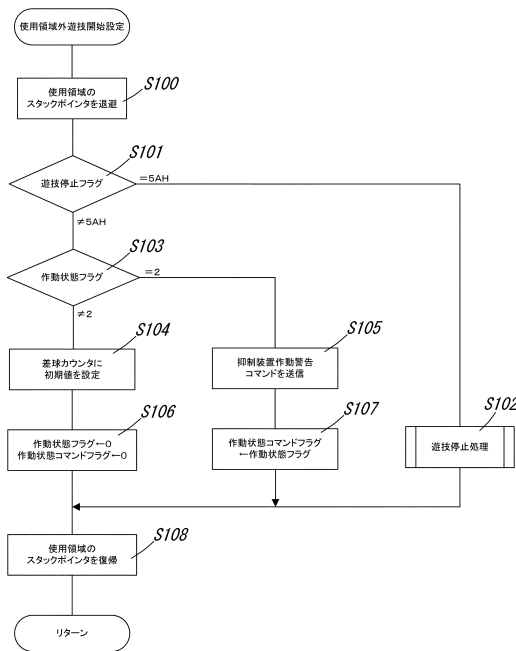 使用領域外遊技開始設定
S100
使用領域の
スタックポインタを退避
S101
遊技停止フラグ
=5AH
≠5AH
S103
作動状態フラグ
=2
≠2
S104
差球カウンタに
初期値を設定
S105
抑制装置作動警告
コマンドを送信
S106
作動状態フラグ←0
作動状態コマンドフラグ←0
S107
作動状態コマンドフラグ
←作動状態フラグ
S102
遊技停止処理
S108
使用領域の
スタックポインタを復帰
リターン